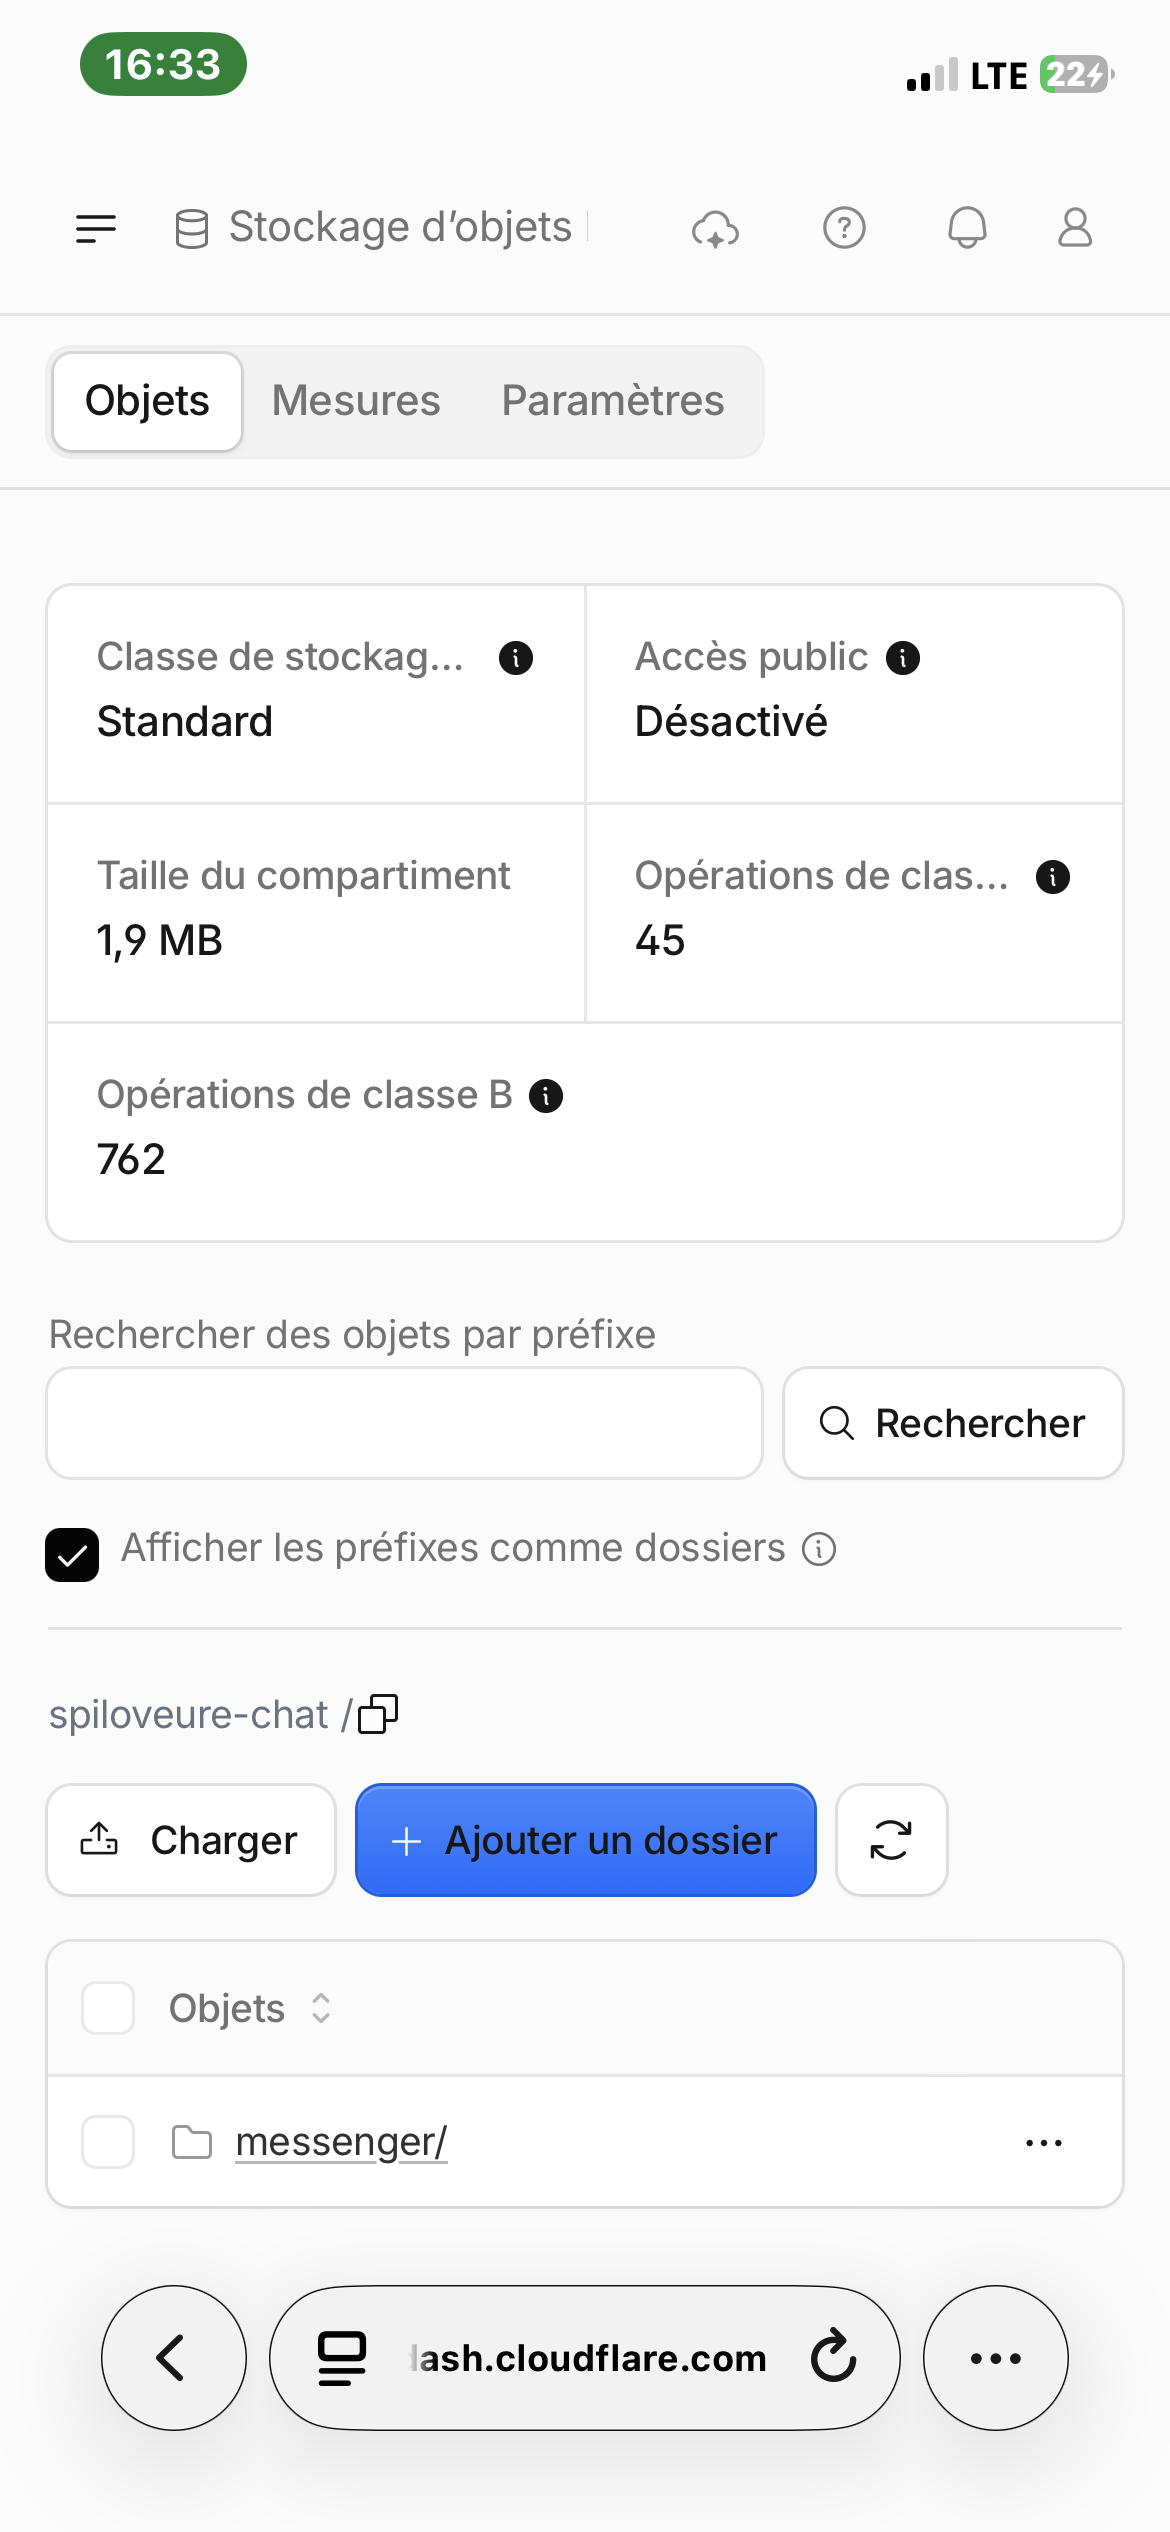 16:33
LTE 22
Stockage d’objets
Objets Mesures Paramètres
Classe de stockag...
Standard
Accès public
Désactivé
Taille du compartiment
1,9 MB
Opérations de clas...
45
Opérations de classe B
762
Rechercher des objets par préfixe
Rechercher
Afficher les préfixes comme dossiers
spiloveure-chat /
Charger
Ajouter un dossier
Objets
messenger/
lash.cloudflare.com